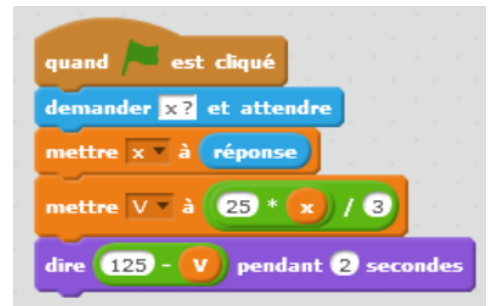 quand est cliqué
demander x ? et attendre
mettre x à réponse
mettre V à 25 * x / 3
dire 125 - V pendant 2 secondes